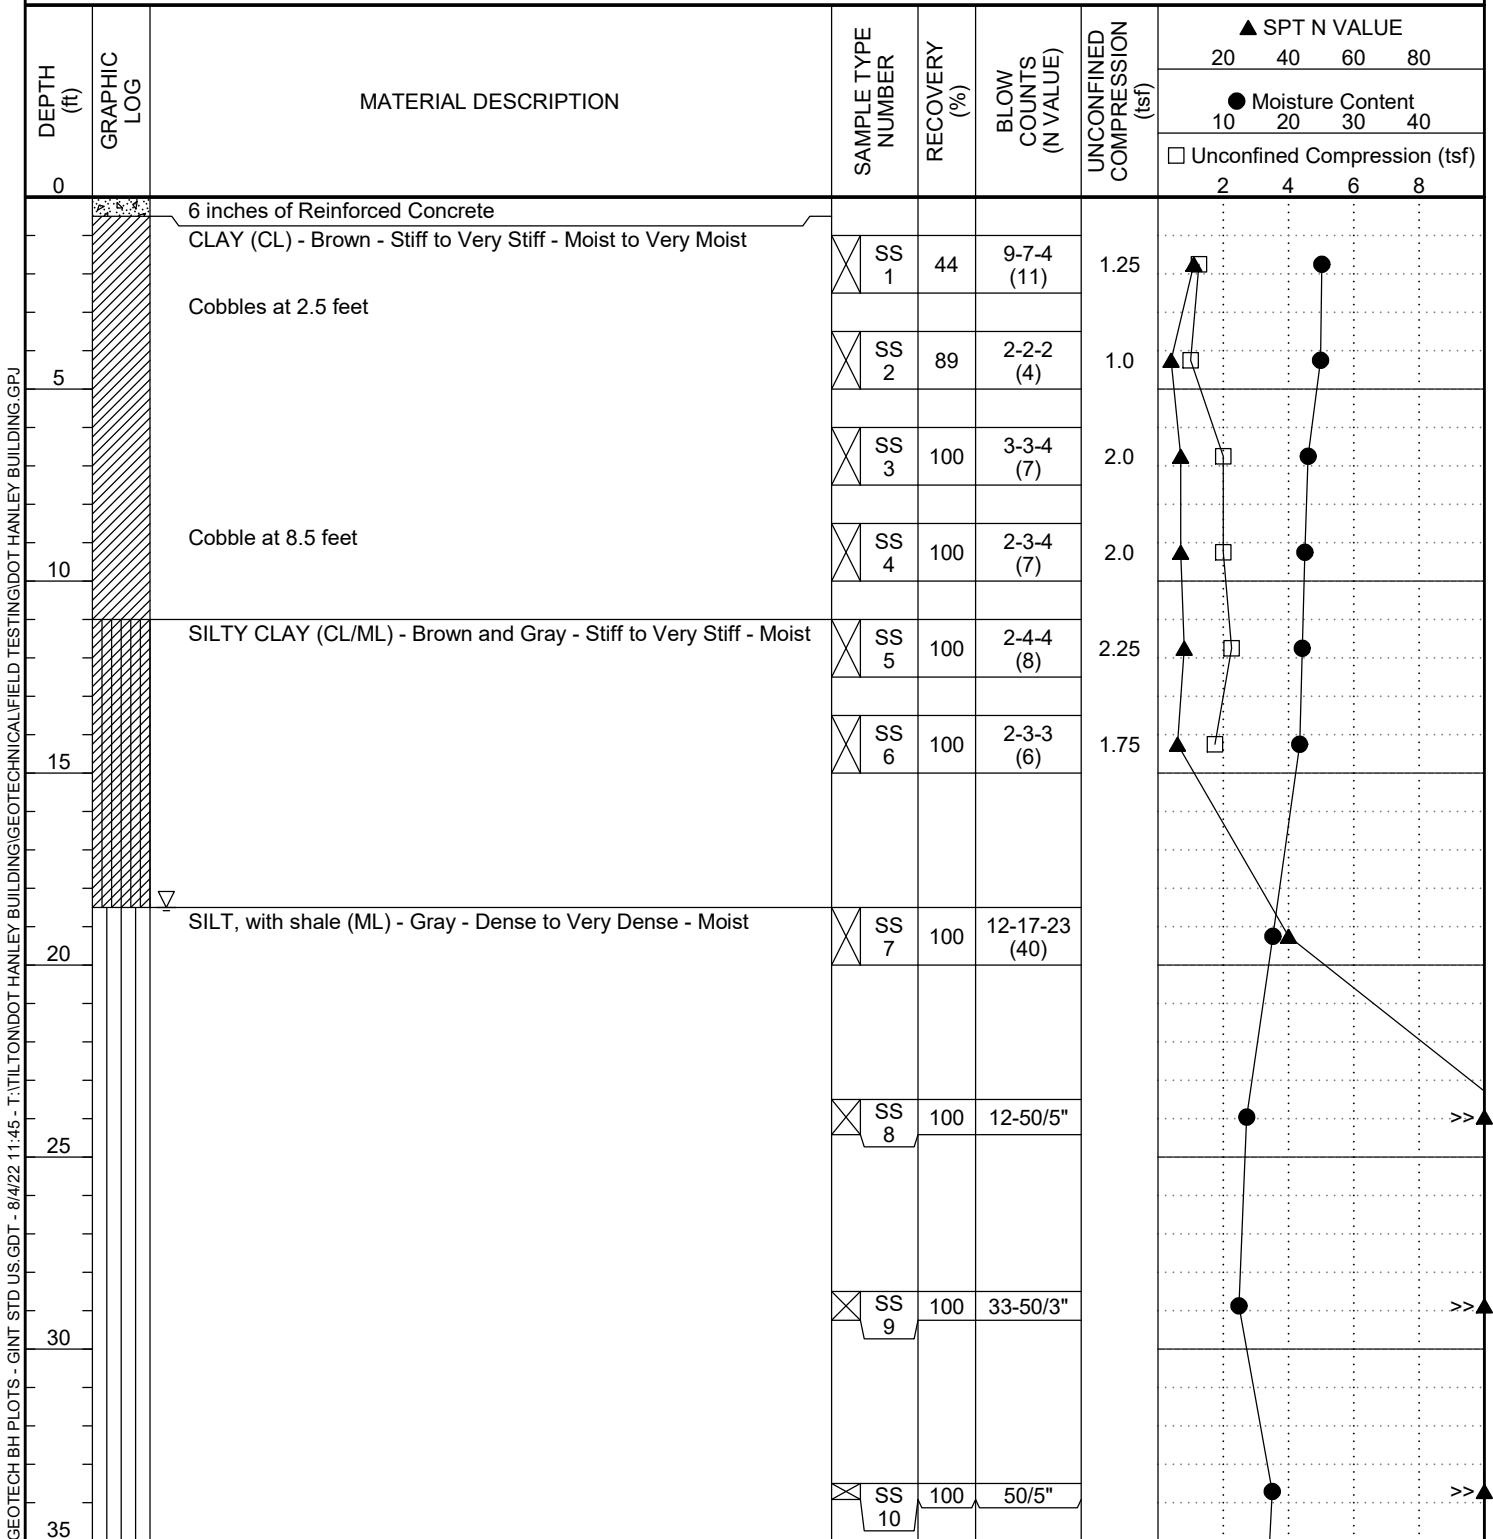 DEPTH
(ft)
GRAPHIC
LOG
MATERIAL DESCRIPTION
SAMPLE TYPE
NUMBER
RECOVERY
(%)
BLOW
COUNTS
(N VALUE)
UNCONFINED
COMPRESSION
(tsf)
▲ SPT N VALUE
20 40 60 80
● Moisture Content
10 20 30 40
□ Unconfined Compression (tsf)
2 4 6 8
0
6 inches of Reinforced Concrete
CLAY (CL) - Brown - Stiff to Very Stiff - Moist to Very Moist
SS
1
44
9-7-4
(11)
1.25
Cobbles at 2.5 feet
SS
2
89
2-2-2
(4)
1.0
5
SS
3
100
3-3-4
(7)
2.0
Cobble at 8.5 feet
SS
4
100
2-3-4
(7)
2.0
10
SILTY CLAY (CL/ML) - Brown and Gray - Stiff to Very Stiff - Moist
SS
5
100
2-4-4
(8)
2.25
SS
6
100
2-3-3
(6)
1.75
15
SILT, with shale (ML) - Gray - Dense to Very Dense - Moist
SS
7
100
12-17-23
(40)
20
SS
8
100
12-50/5"
>>
25
SS
9
100
33-50/3"
>>
30
SS
10
100
50/5"
>>
35
GEOTECH BH PLOTS - GINT STD US.GDT - 8/4/22 11:45 - T:\TILTON\DOT HANLEY BUILDING\GEOTECHNICAL\FIELD TESTING\DOT HANLEY BUILDING.GPJ